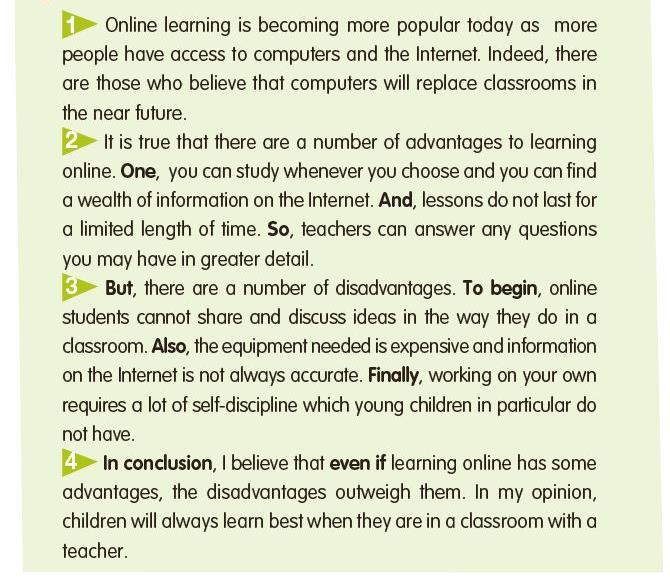 1 Online learning is becoming more popular today as more
people have access to computers and the Internet. Indeed, there
are those who believe that computers will replace classrooms in
the near future.
2 It is true that there are a number of advantages to learning
online. One, you can study whenever you choose and you can find
a wealth of information on the Internet. And, lessons do not last for
a limited length of time. So, teachers can answer any questions
you may have in greater detail.
3 But, there are a number of disadvantages. To begin, online
students cannot share and discuss ideas in the way they do in a
classroom. Also, the equipment needed is expensive and information
on the Internet is not always accurate. Finally, working on your own
requires a lot of self-discipline which young children in particular do
not have.
4 In conclusion, I believe that even if learning online has some
advantages, the disadvantages outweigh them. In my opinion,
children will always learn best when they are in a classroom with a
teacher.